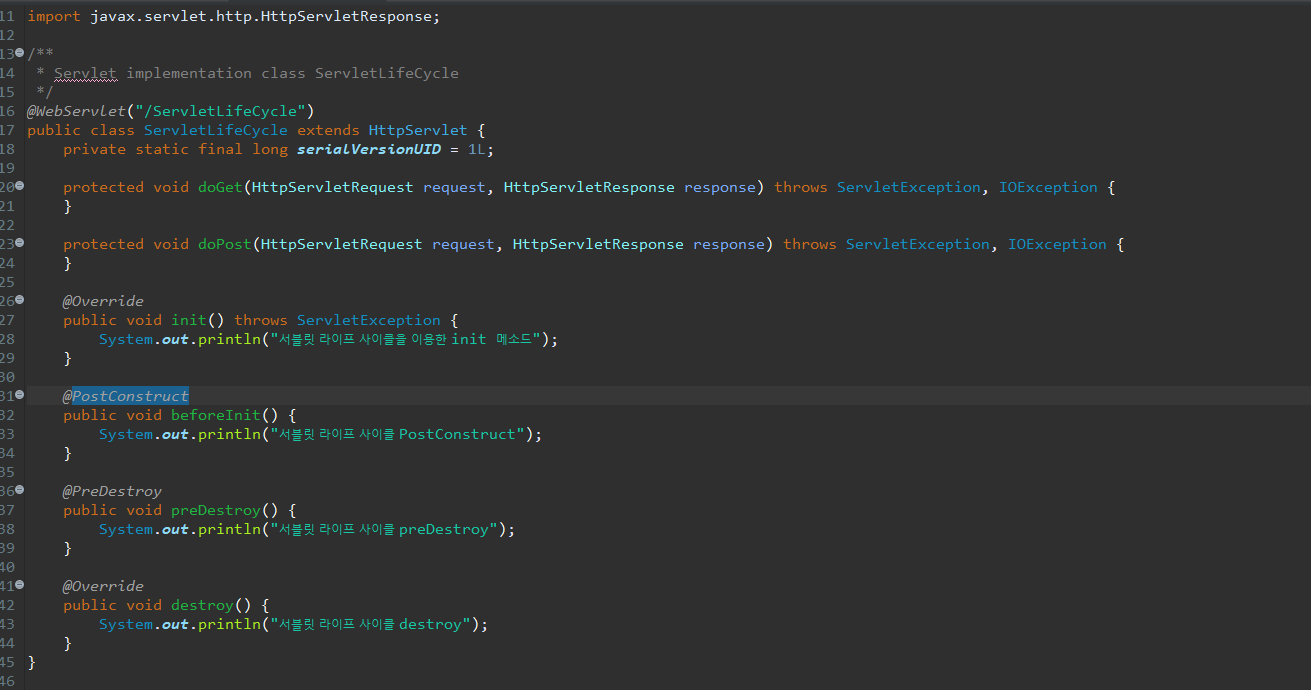 11 import javax.servlet.http.HttpServletResponse;
12
13 /**
14 * Servlet implementation class ServletLifeCycle
15 */
16 @WebServlet("/ServletLifeCycle")
17 public class ServletLifeCycle extends HttpServlet {
18 private static final long serialVersionUID = 1L;
19
20 protected void doGet(HttpServletRequest request, HttpServletResponse response) throws ServletException, IOException {
21 }
22
23 protected void doPost(HttpServletRequest request, HttpServletResponse response) throws ServletException, IOException {
24 }
25
26 @Override
27 public void init() throws ServletException {
28 System.out.println("서블릿 라이프 사이클을 이용한 init 메소드");
29 }
30
31 @PostConstruct
32 public void beforeInit() {
33 System.out.println("서블릿 라이프 사이클 PostConstruct");
34 }
35
36 @PreDestroy
37 public void preDestroy() {
38 System.out.println("서블릿 라이프 사이클 preDestroy");
39 }
40
41 @Override
42 public void destroy() {
43 System.out.println("서블릿 라이프 사이클 destroy");
44 }
45 }
46